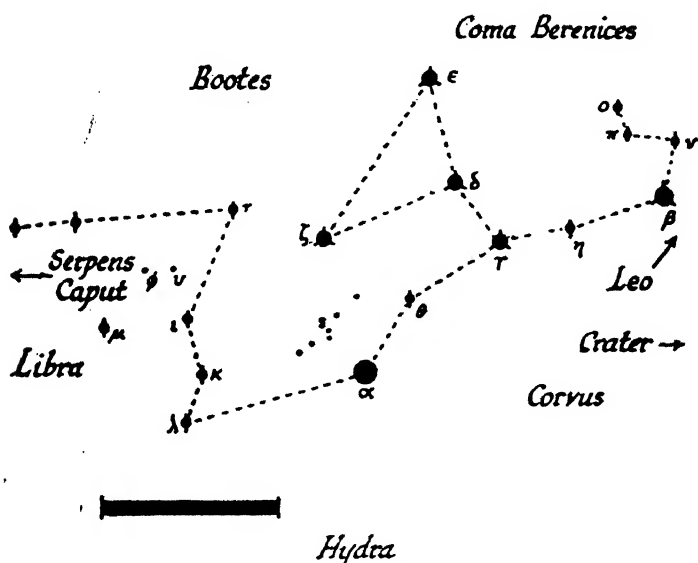 Coma Berenices
Bootes
ε
ο
π
ν
δ
β
τ
ζ
γ
η
Serpens
Caput
φ
υ
Leo
θ
ι
μ
s
Crater →
Libra
κ
α
Corvus
λ
Hydra